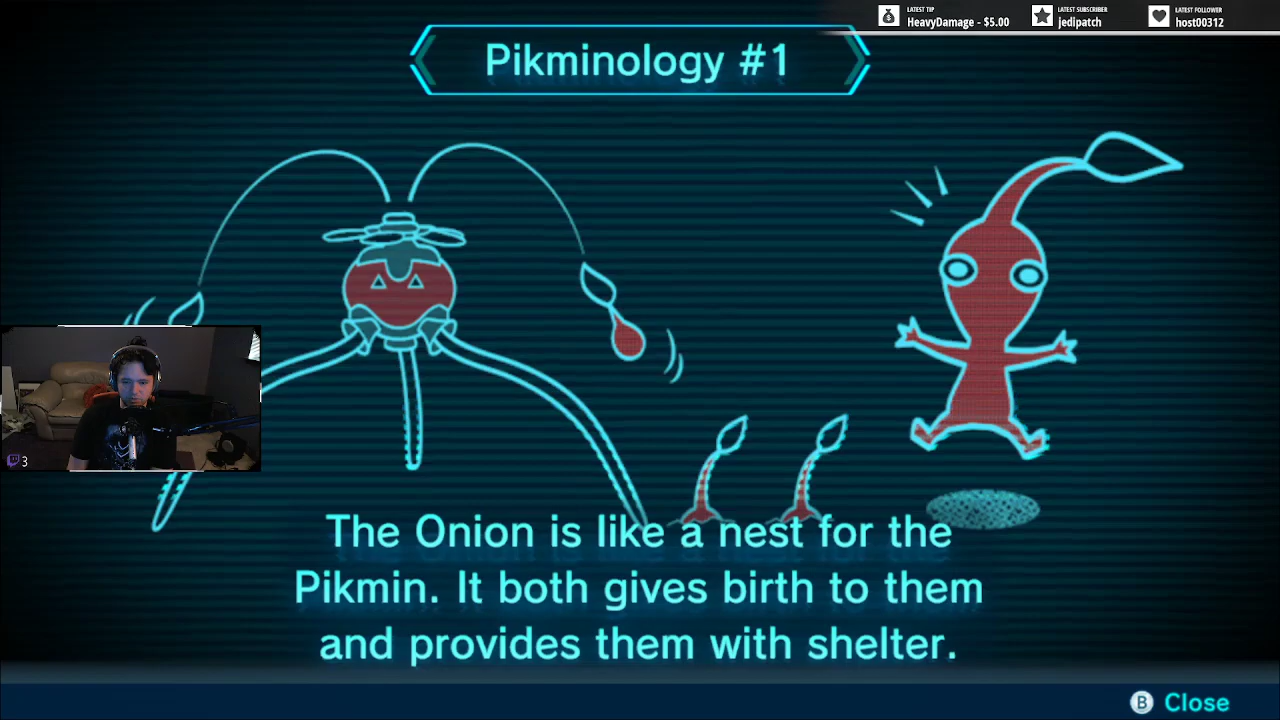 LATEST TIP
HeavyDamage - $5.00
LATEST SUBSCRIBER
jedipatch
LATEST FOLLOWER
host00312
Pikminology #1
3
The Onion is like a nest for the
Pikmin. It both gives birth to them
and provides them with shelter.
B Close